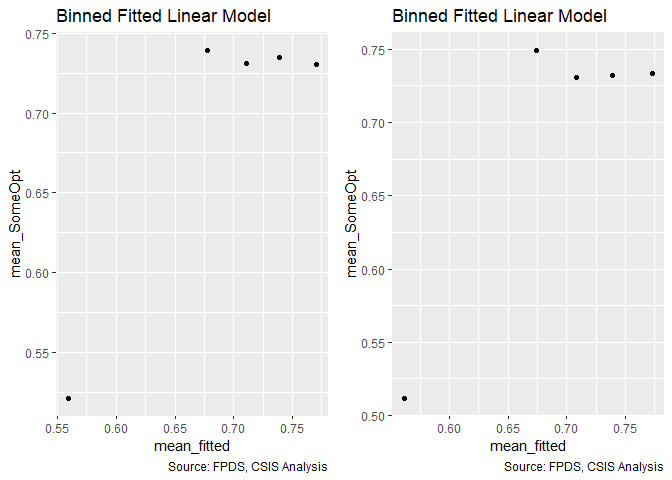 Binned Fitted Linear Model
0.75
0.70
0.65
0.60
0.55
mean_SomeOpt
0.55 0.60 0.65 0.70 0.75
mean_fitted
Source: FPDS, CSIS Analysis
Binned Fitted Linear Model
0.75
0.70
0.65
0.60
0.55
0.50
mean_SomeOpt
0.60 0.65 0.70 0.75
mean_fitted
Source: FPDS, CSIS Analysis